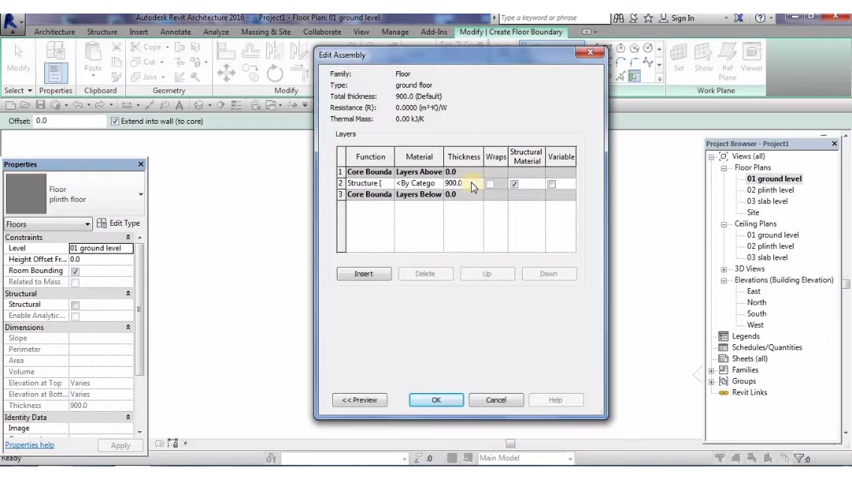 Autodesk Revit Architecture 2016 - Project1 - Floor Plan: 01 ground level
Sign In
Architecture Structure Insert Annotate Analyze Massing & Site Collaborate View Manage Add-Ins Modify | Create Floor Boundary
Modify Paste Cope Cut Join Set Show Ref Viewer
Plane
Select Properties Clipboard Geometry Modify Work Plane
Offset: 0.0 Extend into wall (to core)
Properties
Floor
plinth floor
Floors Edit Type
Constraints
Level 01 ground level
Height Offset Fr 0.0
Room Bounding
Related to Mass
Structural
Structural
Enable Analytic...
Dimensions
Slope
Perimeter
Area
Volume
Elevation at Top Varies
Elevation at Bott Varies
Thickness 900.0
Identity Data
Properties help Apply
Edit Assembly
Family: Floor
Type: ground floor
Total thickness: 900.0 (Default)
Resistance (R): 0.0000 (m²·K)/W
Thermal Mass: 0.00 kJ/K
Layers
Function Material Thickness Wraps Structural Material Variable
1 Core Bounda Layers Above 0.0
2 Structure [ <By Catego 900.0
3 Core Bounda Layers Below 0.0
Insert Delete Up Down
<< Preview OK Cancel Help
Project Browser - Project1
Views (all)
Floor Plans
01 ground level
02 plinth level
03 slab level
Site
Ceiling Plans
01 ground level
02 plinth level
03 slab level
3D Views
Elevations (Building Elevation)
East
North
South
West
Legends
Schedules/Quantities
Sheets (all)
Families
Groups
Revit Links
Ready :0 Main Model :0